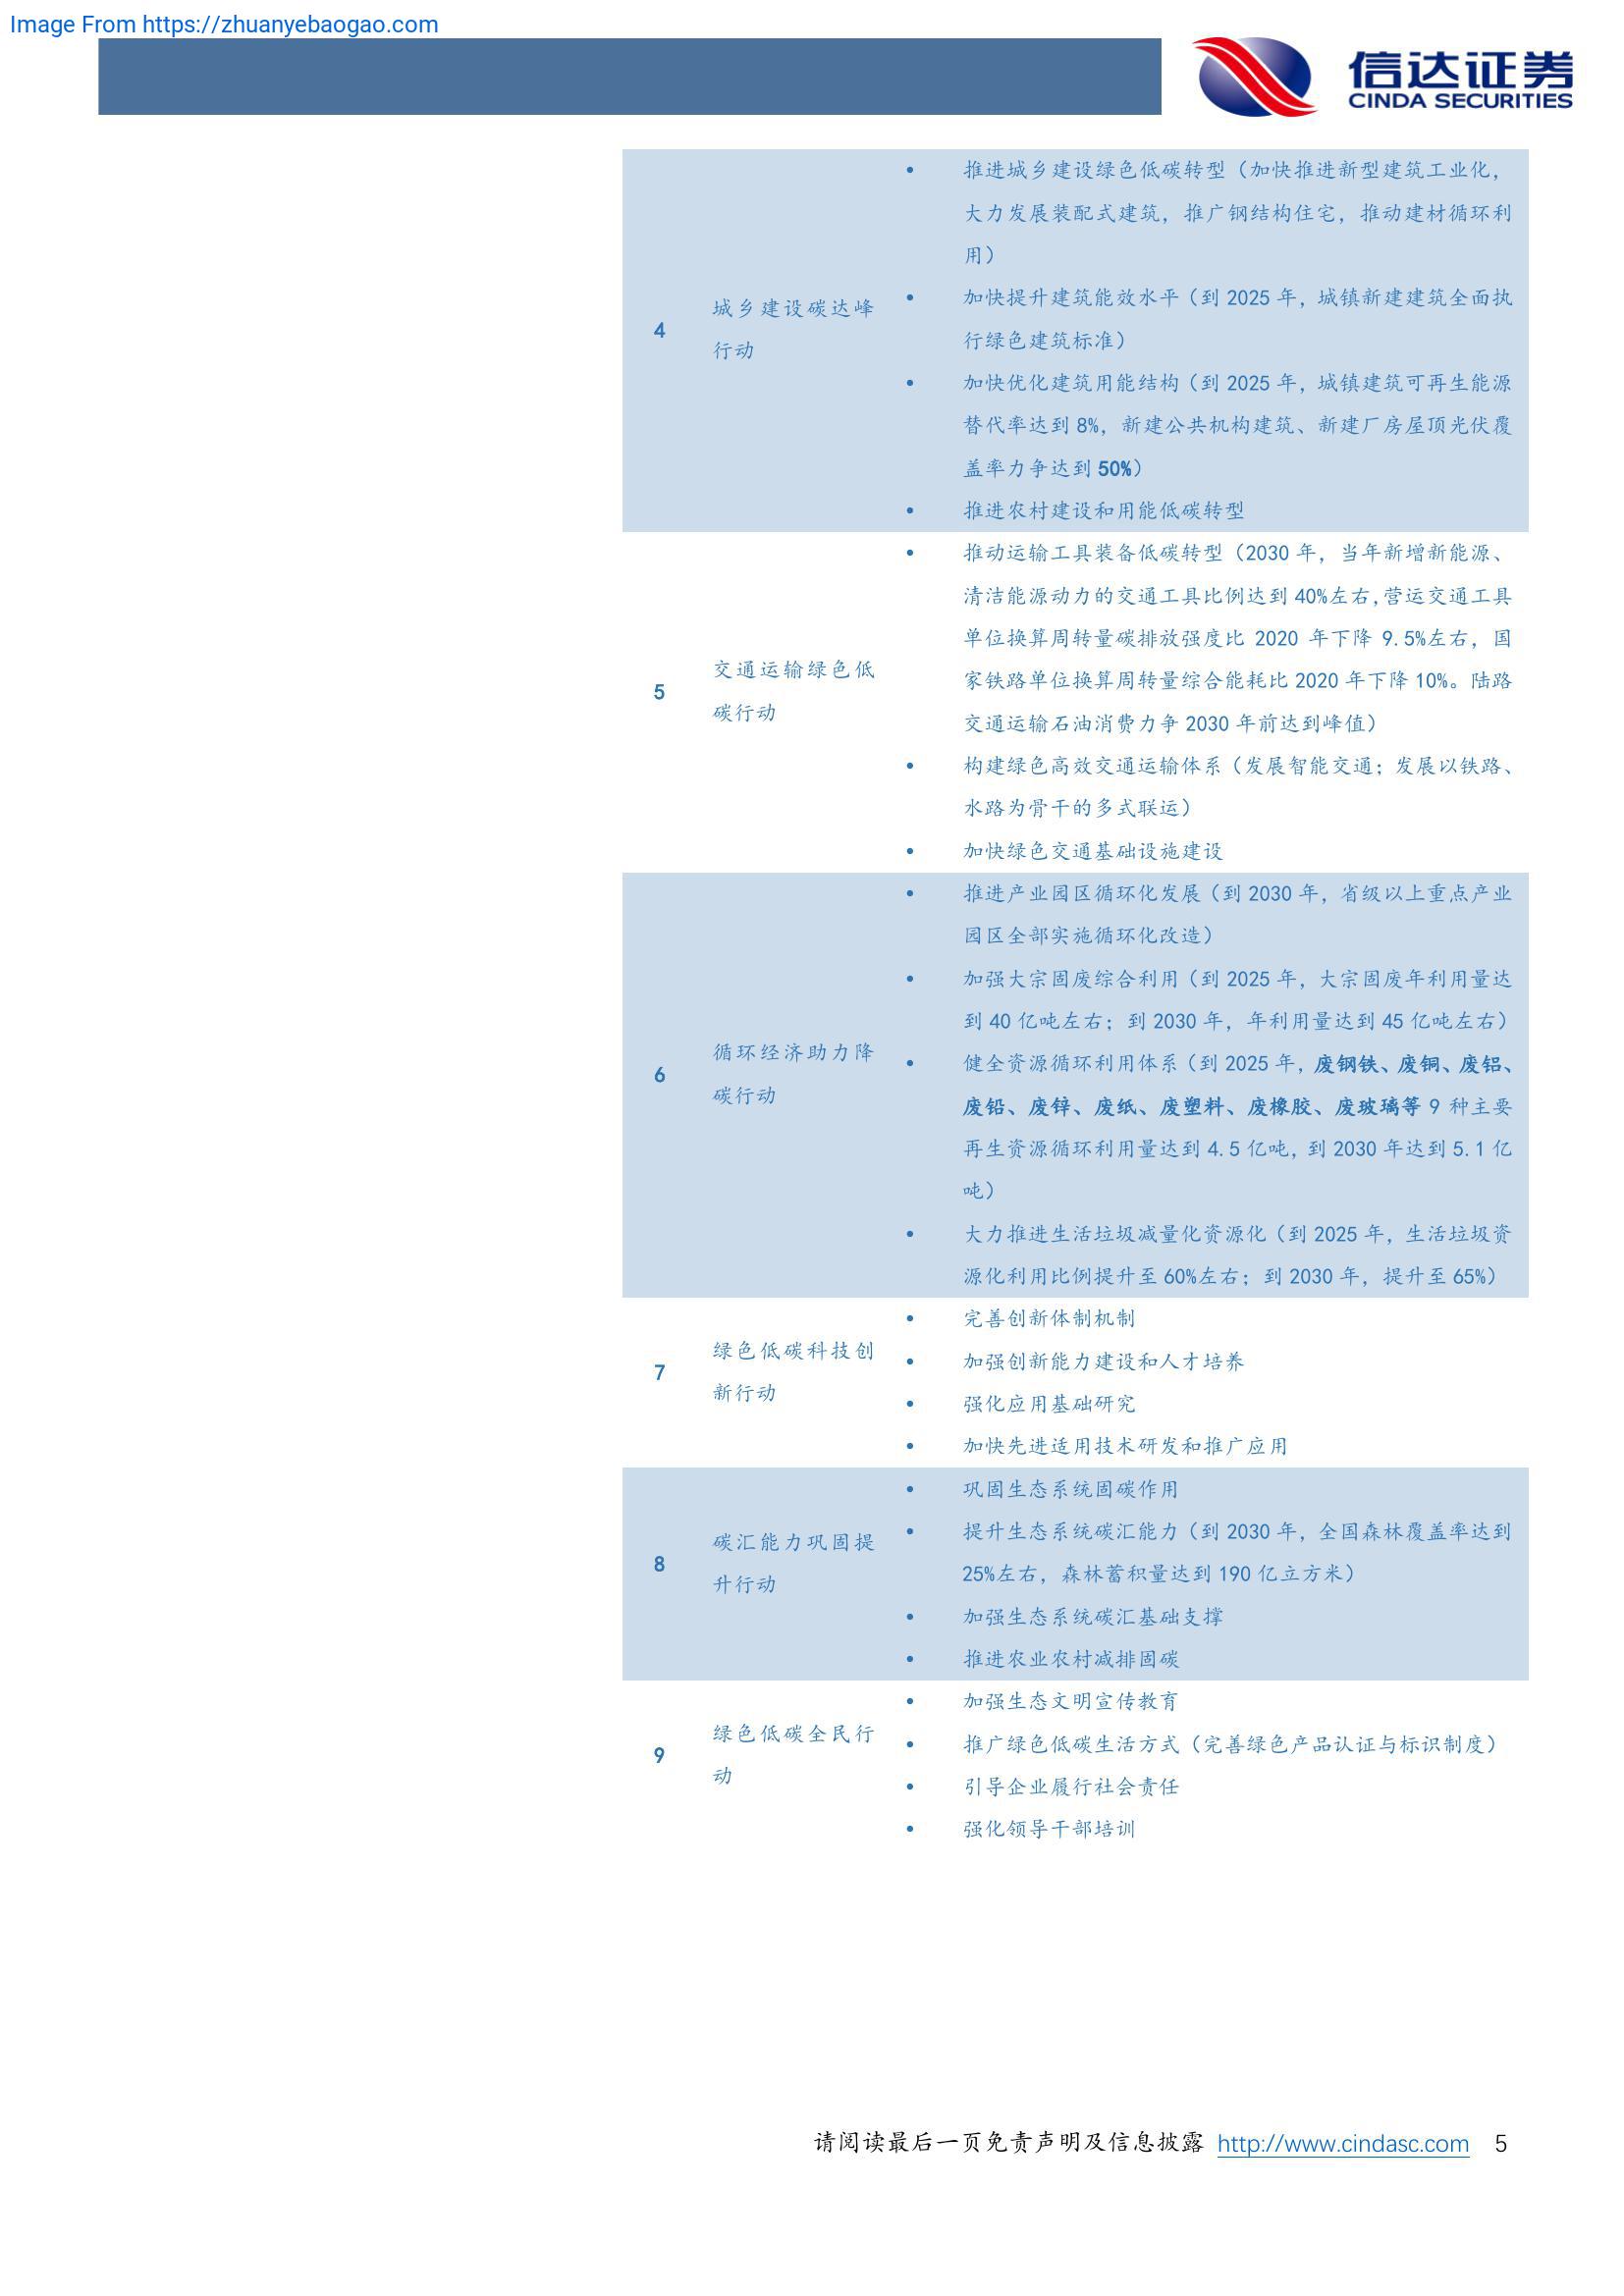 Image From https://zhuanyebaogao.com
信达证券
CINDA SECURITIES
4
城乡建设碳达峰
行动
• 推进城乡建设绿色低碳转型（加快推进新型建筑工业化，
大力发展装配式建筑，推广钢结构住宅，推动建材循环利
用）
• 加快提升建筑能效水平（到 2025 年，城镇新建建筑全面执
行绿色建筑标准）
• 加快优化建筑用能结构（到 2025 年，城镇建筑可再生能源
替代率达到 8%，新建公共机构建筑、新建厂房屋顶光伏覆
盖率力争达到 50%）
• 推进农村建设和用能低碳转型
5
交通运输绿色低
碳行动
• 推动运输工具装备低碳转型（2030 年，当年新增新能源、
清洁能源动力的交通工具比例达到 40%左右,营运交通工具
单位换算周转量碳排放强度比 2020 年下降 9.5%左右，国
家铁路单位换算周转量综合能耗比 2020 年下降 10%。陆路
交通运输石油消费力争 2030 年前达到峰值）
• 构建绿色高效交通运输体系（发展智能交通；发展以铁路、
水路为骨干的多式联运）
• 加快绿色交通基础设施建设
6
循环经济助力降
碳行动
• 推进产业园区循环化发展（到 2030 年，省级以上重点产业
园区全部实施循环化改造）
• 加强大宗固废综合利用（到 2025 年，大宗固废年利用量达
到 40 亿吨左右；到 2030 年，年利用量达到 45 亿吨左右）
• 健全资源循环利用体系（到 2025 年，废钢铁、废铜、废铝、
废铅、废锌、废纸、废塑料、废橡胶、废玻璃等 9 种主要
再生资源循环利用量达到 4.5 亿吨，到 2030 年达到 5.1 亿
吨）
• 大力推进生活垃圾减量化资源化（到 2025 年，生活垃圾资
源化利用比例提升至 60%左右；到 2030 年，提升至 65%）
7
绿色低碳科技创
新行动
• 完善创新体制机制
• 加强创新能力建设和人才培养
• 强化应用基础研究
• 加快先进适用技术研发和推广应用
8
碳汇能力巩固提
升行动
• 巩固生态系统固碳作用
• 提升生态系统碳汇能力（到 2030 年，全国森林覆盖率达到
25%左右，森林蓄积量达到 190 亿立方米）
• 加强生态系统碳汇基础支撑
• 推进农业农村减排固碳
9
绿色低碳全民行
动
• 加强生态文明宣传教育
• 推广绿色低碳生活方式（完善绿色产品认证与标识制度）
• 引导企业履行社会责任
• 强化领导干部培训
请阅读最后一页免责声明及信息披露 http://www.cindasc.com 5